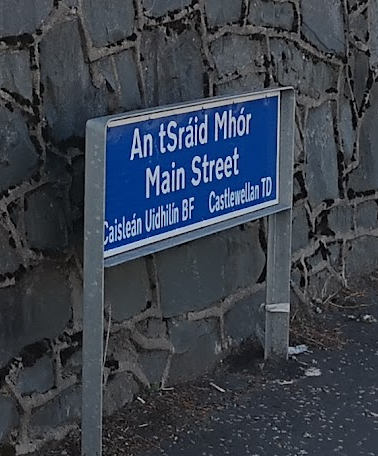 An tSráid Mhór
Main Street
Caisleán Uidhilín BF Castlewellan TD